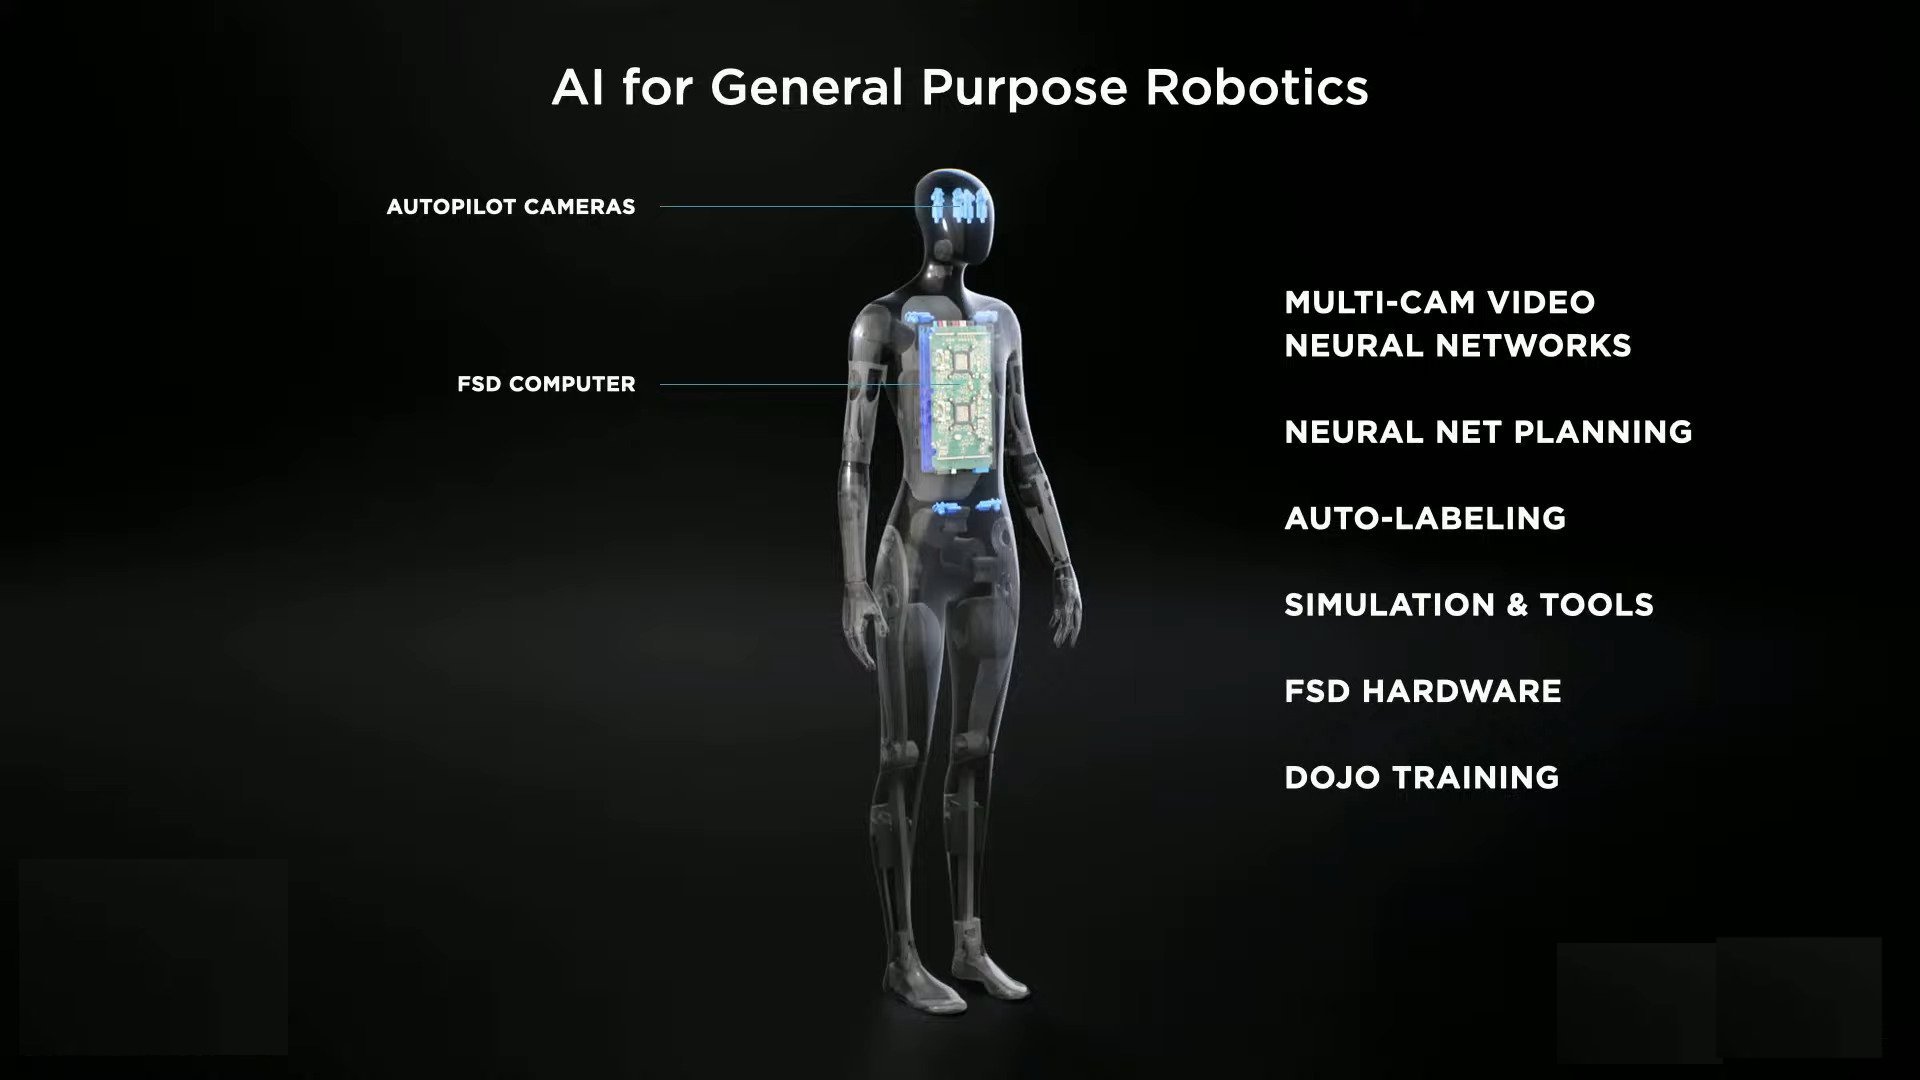 AI for General Purpose Robotics
AUTOPILOT CAMERAS
FSD COMPUTER
MULTI-CAM VIDEO
NEURAL NETWORKS
NEURAL NET PLANNING
AUTO-LABELING
SIMULATION & TOOLS
FSD HARDWARE
DOJO TRAINING